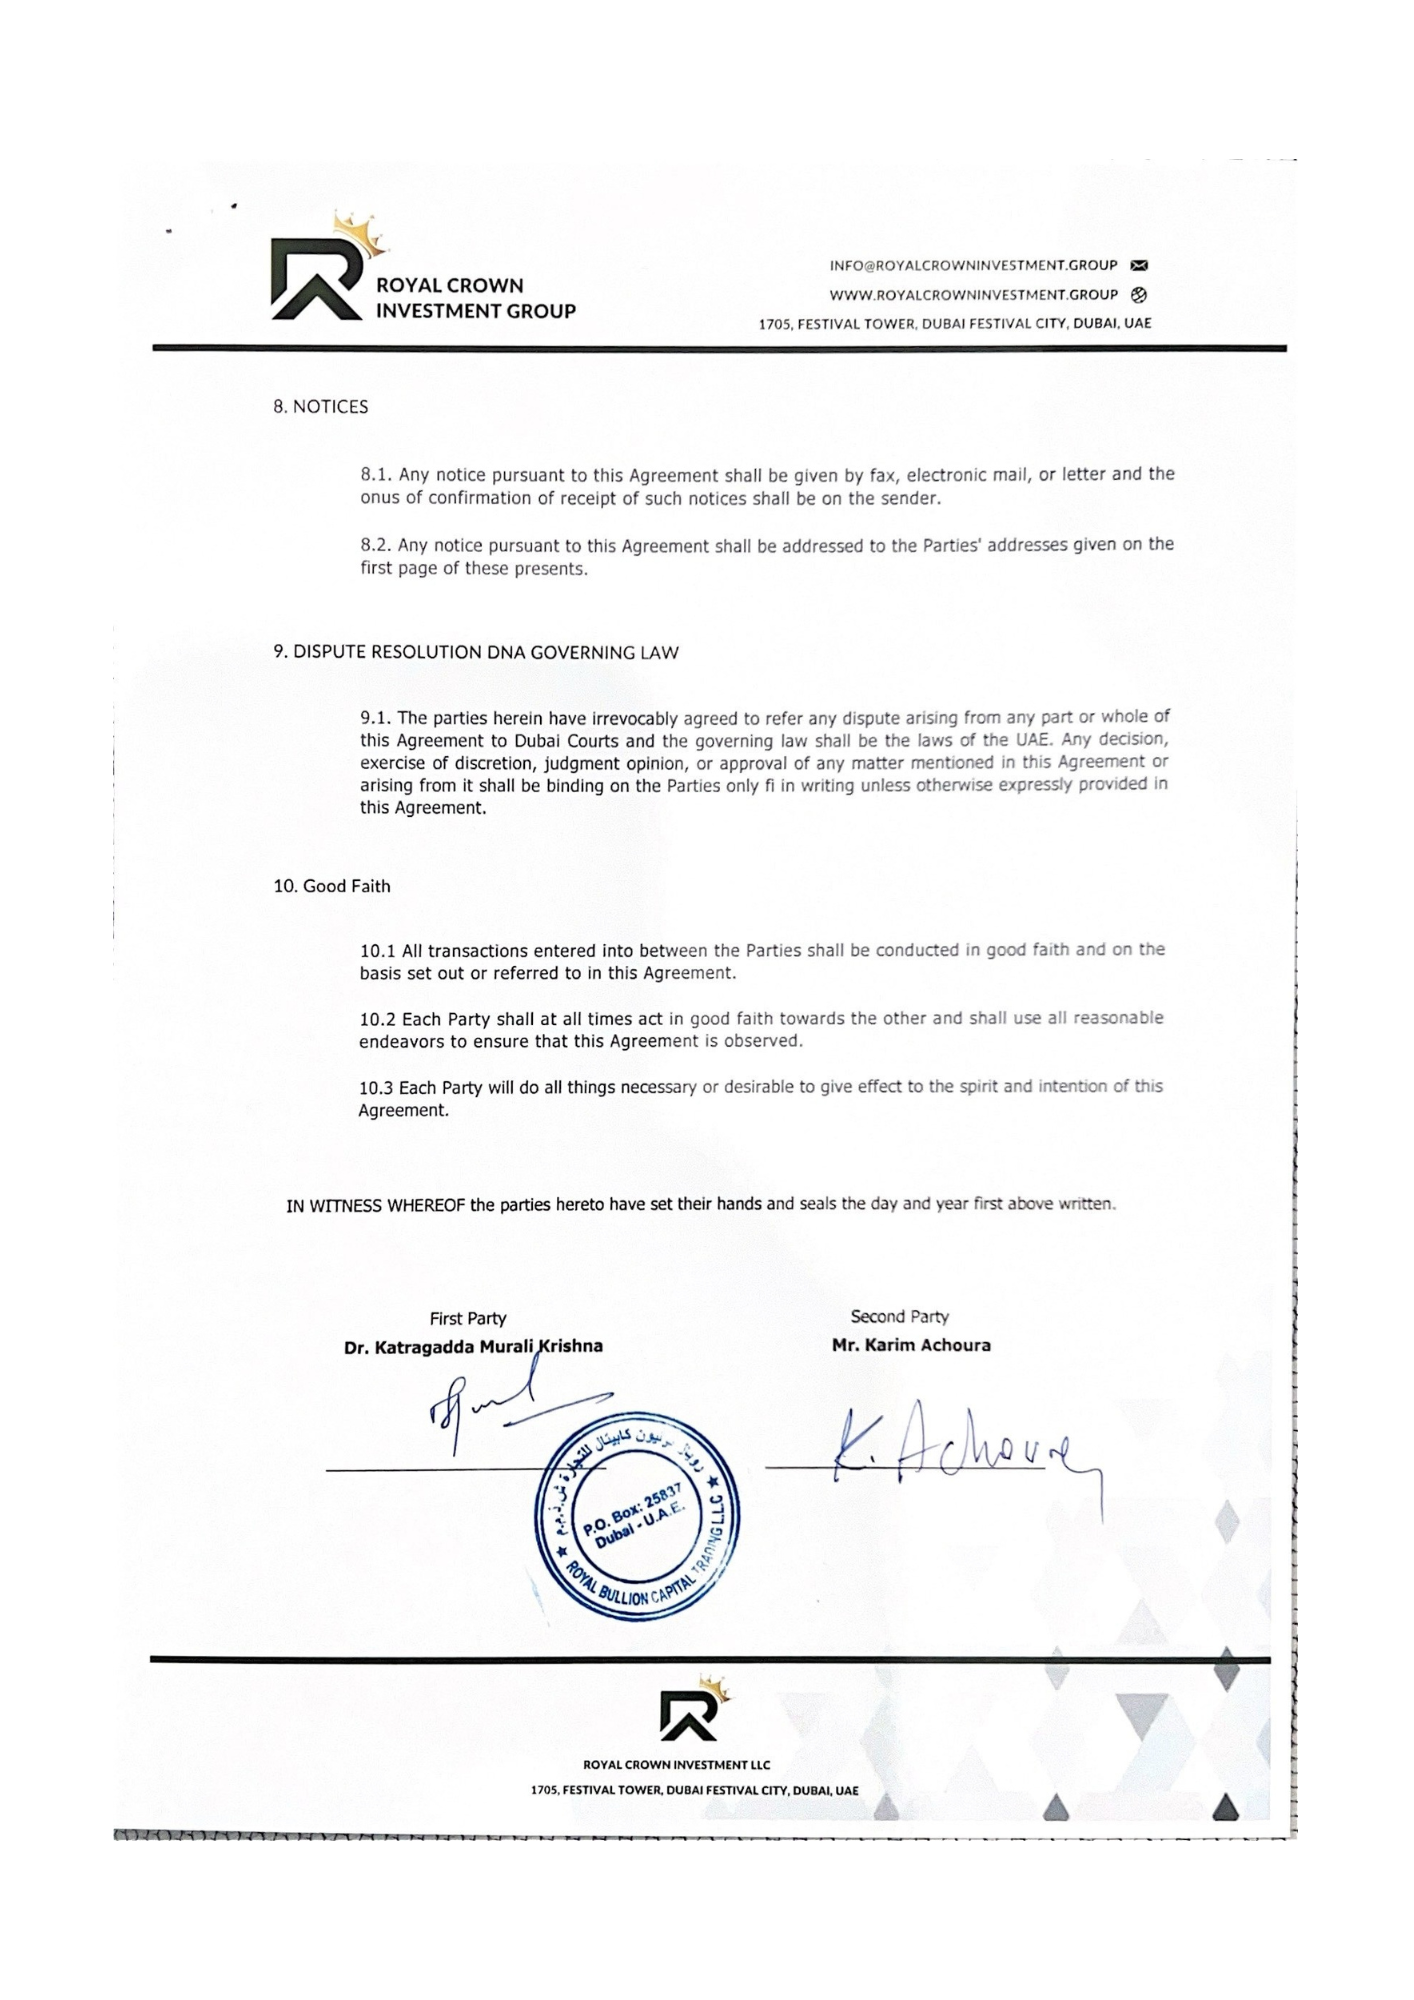 ROYAL CROWN
INVESTMENT GROUP
INFO@ROYALCROWNINVESTMENT.GROUP
WWW.ROYALCROWNINVESTMENT.GROUP
1705, FESTIVAL TOWER, DUBAI FESTIVAL CITY, DUBAI, UAE
8. NOTICES
8.1. Any notice pursuant to this Agreement shall be given by fax, electronic mail, or letter and the
onus of confirmation of receipt of such notices shall be on the sender.
8.2. Any notice pursuant to this Agreement shall be addressed to the Parties' addresses given on the
first page of these presents.
9. DISPUTE RESOLUTION DNA GOVERNING LAW
9.1. The parties herein have irrevocably agreed to refer any dispute arising from any part or whole of
this Agreement to Dubai Courts and the governing law shall be the laws of the UAE. Any decision,
exercise of discretion, judgment opinion, or approval of any matter mentioned in this Agreement or
arising from it shall be binding on the Parties only fi in writing unless otherwise expressly provided in
this Agreement.
10. Good Faith
10.1 All transactions entered into between the Parties shall be conducted in good faith and on the
basis set out or referred to in this Agreement.
10.2 Each Party shall at all times act in good faith towards the other and shall use all reasonable
endeavors to ensure that this Agreement is observed.
10.3 Each Party will do all things necessary or desirable to give effect to the spirit and intention of this
Agreement.
IN WITNESS WHEREOF the parties hereto have set their hands and seals the day and year first above written.
First Party
Dr. Katragadda Murali Krishna
Second Party
Mr. Karim Achoura
K. Achoura
رويال بوليون كابيتال للتجارة ش.ذ.م.م
P.O. Box: 25837
Dubai - U.A.E.
ROYAL BULLION CAPITAL TRADING L.L.C
ROYAL CROWN INVESTMENT LLC
1705, FESTIVAL TOWER, DUBAI FESTIVAL CITY, DUBAI, UAE